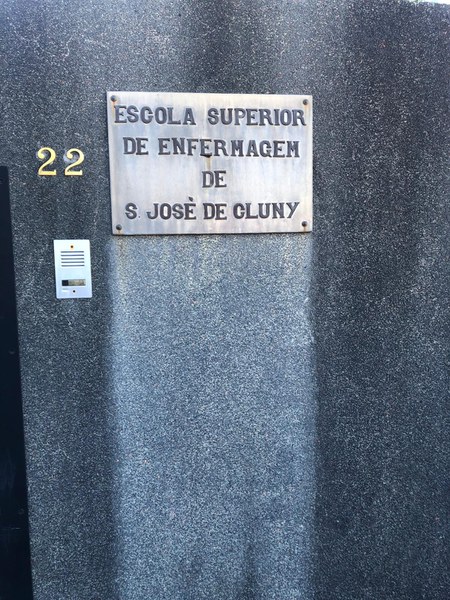 ESCOLA SUPERIOR
DE ENFERMAGEM
DE
S. JOSÈ DE CLUNY
22